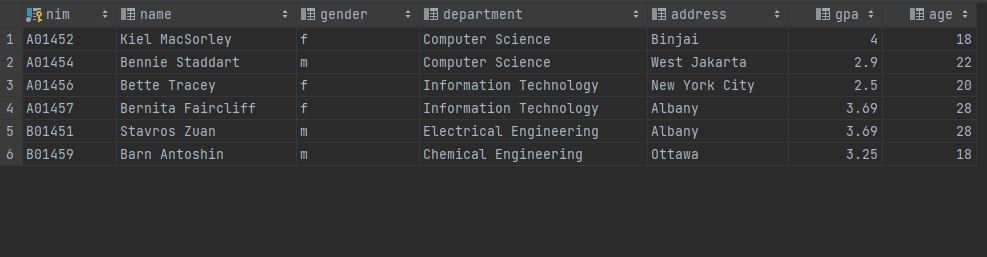 nim name gender department address gpa age
1 A01452 Kiel MacSorley f Computer Science Binjai 4 18
2 A01454 Bennie Staddart m Computer Science West Jakarta 2.9 22
3 A01456 Bette Tracey f Information Technology New York City 2.5 20
4 A01457 Bernita Faircliff f Information Technology Albany 3.69 28
5 B01451 Stavros Zuan m Electrical Engineering Albany 3.69 28
6 B01459 Barn Antoshin m Chemical Engineering Ottawa 3.25 18